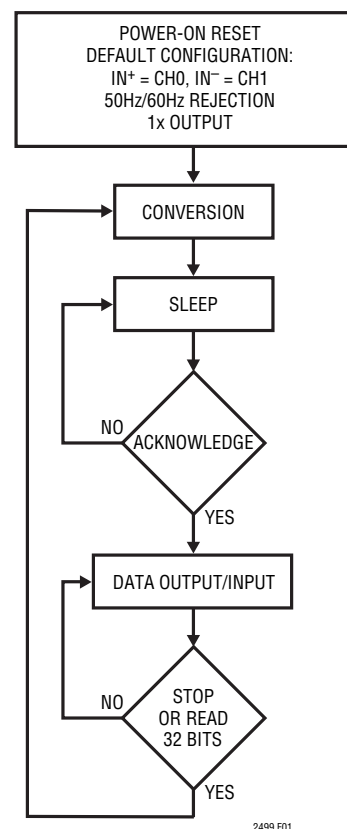 POWER-ON RESET
DEFAULT CONFIGURATION:
IN⁺ = CH0, IN⁻ = CH1
50Hz/60Hz REJECTION
1x OUTPUT
CONVERSION
SLEEP
NO
ACKNOWLEDGE
YES
DATA OUTPUT/INPUT
NO
STOP
OR READ
32 BITS
YES
2499 F01